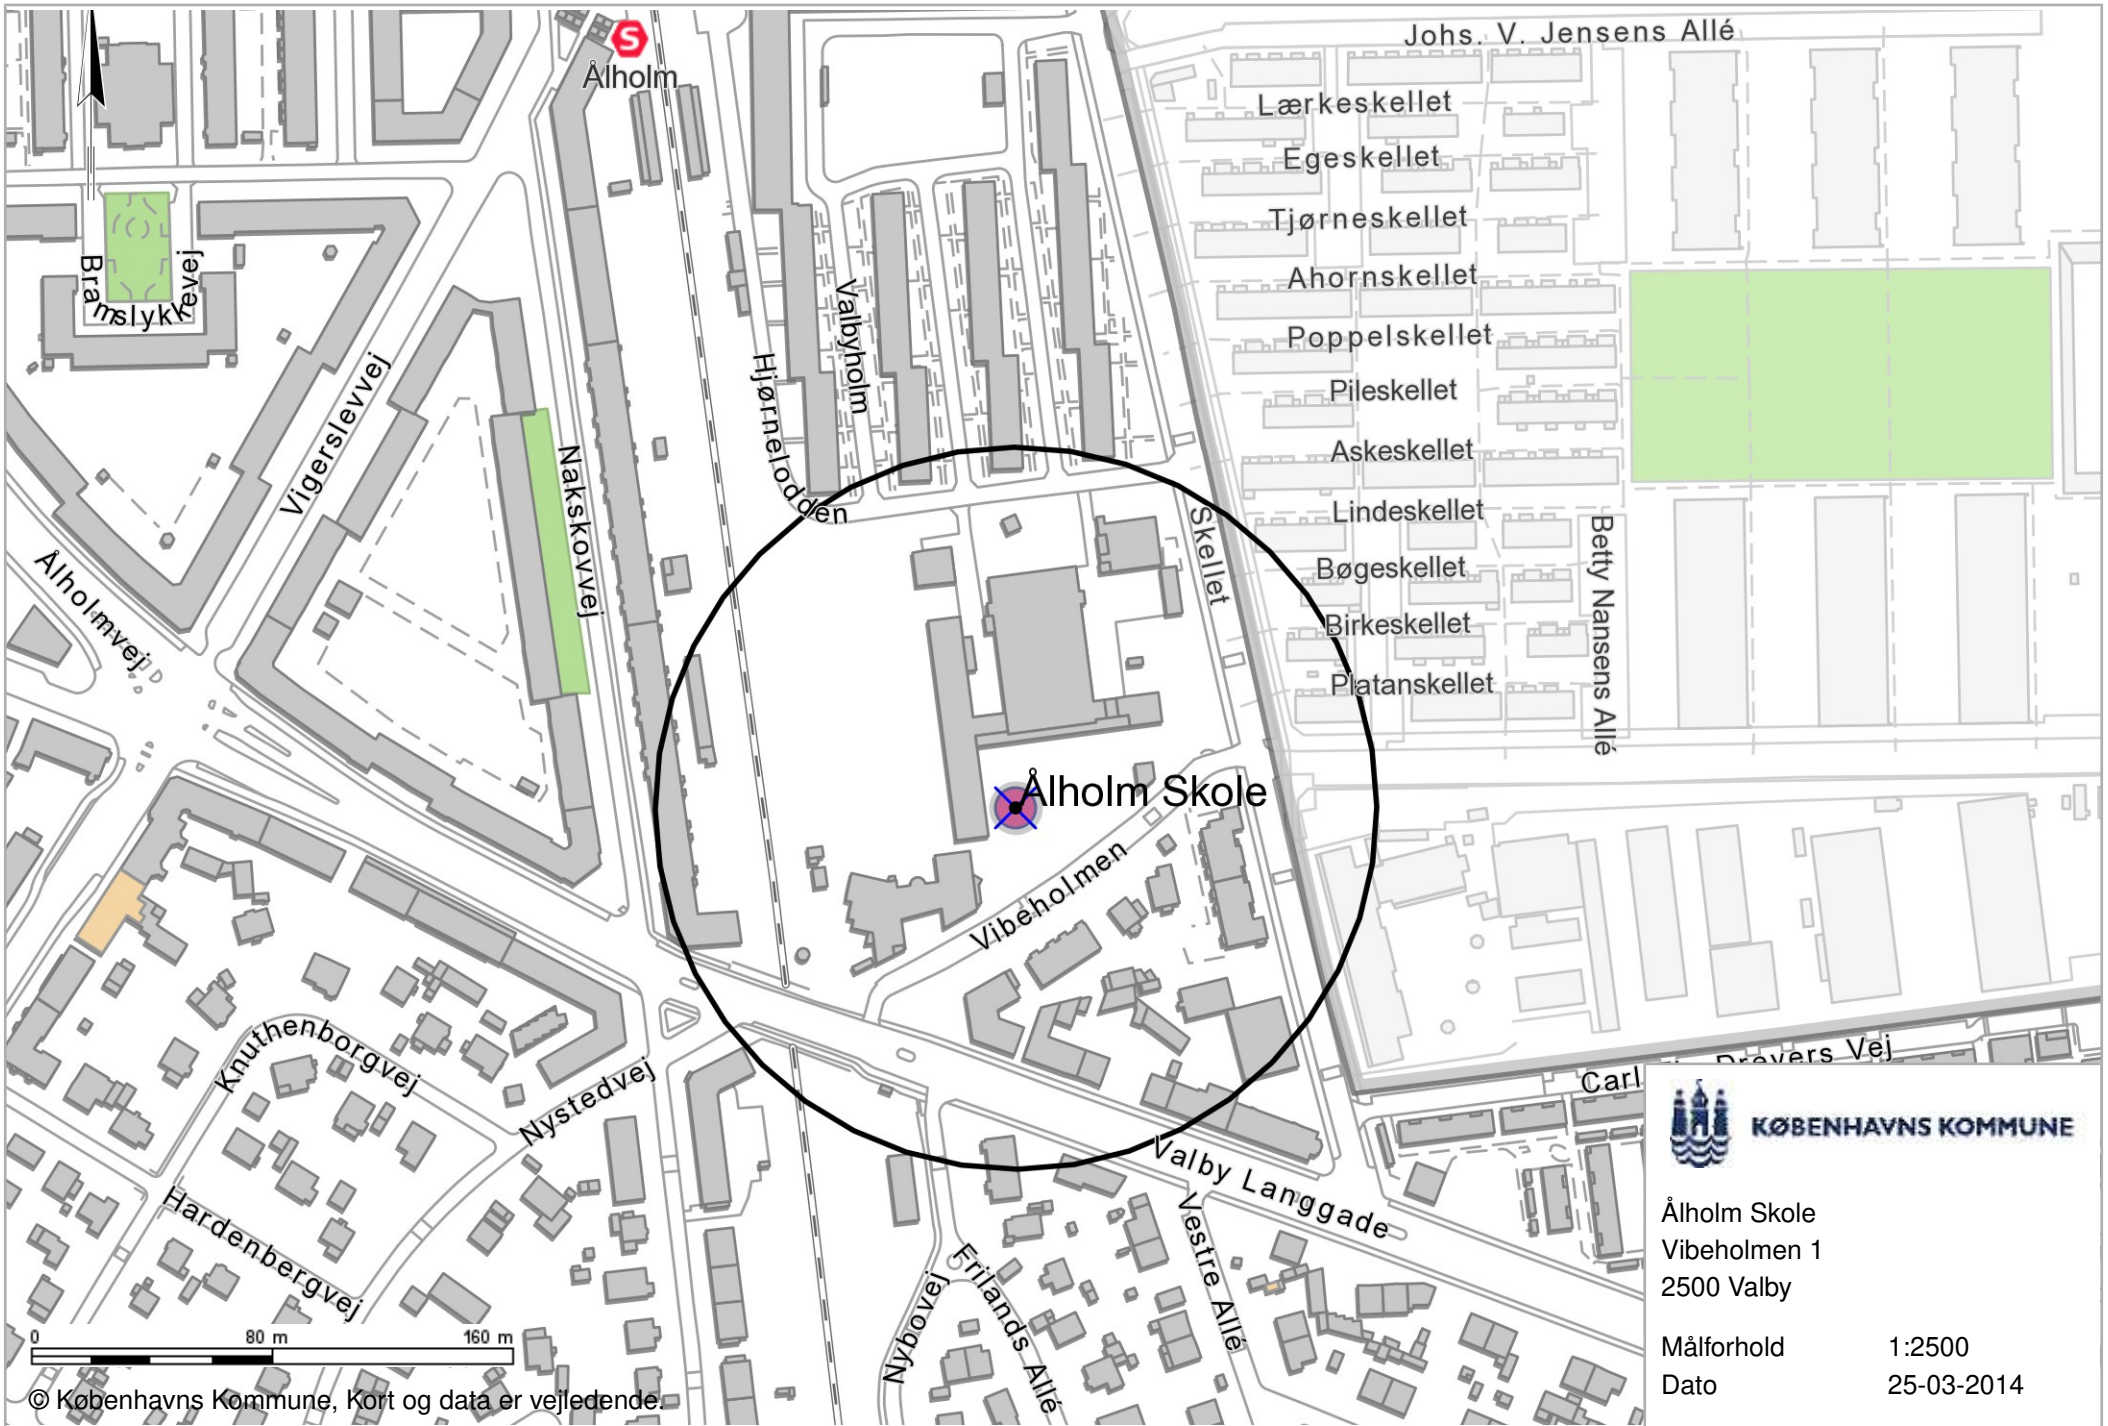 Johs. V. Jensens Allé
S
Ålholm
Lærkeskellet
Egeskellet
Tjørneskellet
Ahornskellet
Poppelskellet
Pileskellet
Askeskellet
Lindeskellet
Bøgeskellet
Birkeskellet
Platanskellet
Betty Nansens Allé
Bramslykkevej
Vigerslevvej
Nakskovvej
Hjørnelodden
Valbyholm
Skellet
Ålholmvej
Ålholm Skole
Vibeholmen
Knuthenborgvej
Nystedvej
Hardenbergvej
Valby Langgade
Vestre Allé
Frilands Allé
Nybovej
Carl Drevers Vej
KØBENHAVNS KOMMUNE
Ålholm Skole
Vibeholmen 1
2500 Valby
Målforhold 1:2500
Dato 25-03-2014
0 80 m 160 m
© Københavns Kommune, Kort og data er vejledende.